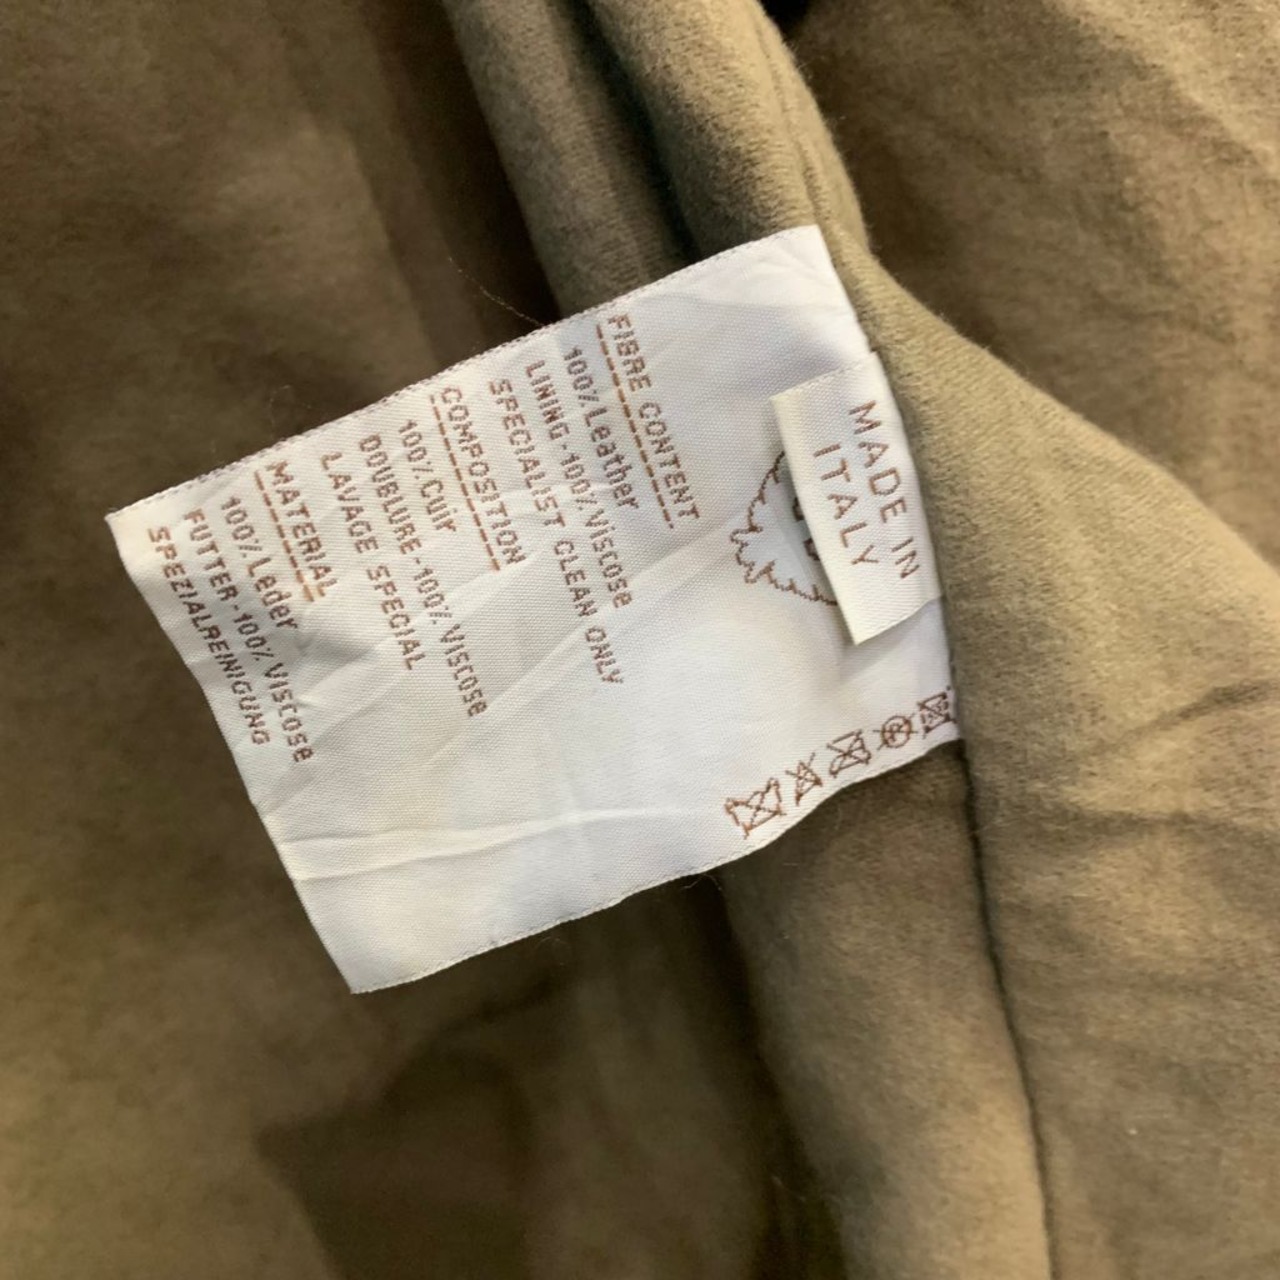 MADE IN
ITALY
FIBRE CONTENT
100% Leather
LINING-100% Viscose
SPECIALIST CLEAN ONLY
COMPOSITION
100% Cuir
DOUBLURE-100% Viscose
LAVAGE SPECIAL
MATERIAL
100% Leder
FUTTER-100% Viscose
SPEZIALREINIGUNG